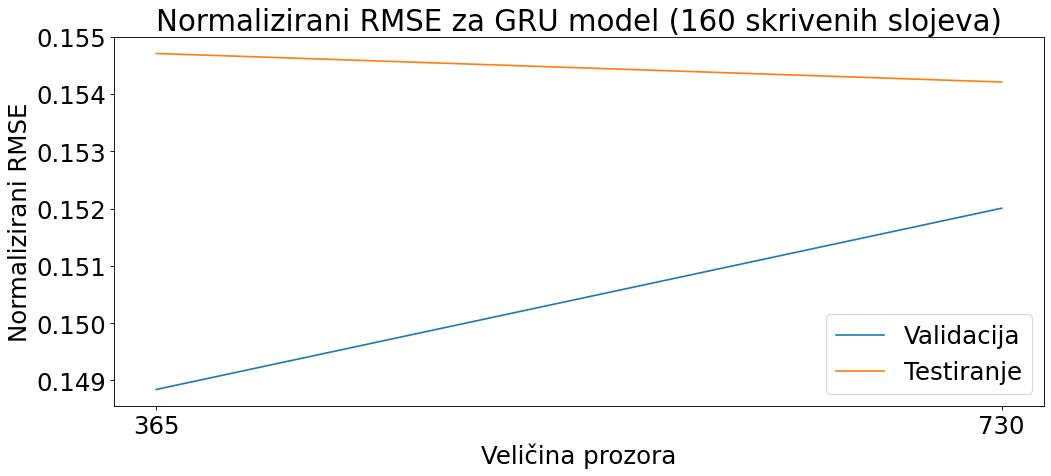 Normalizirani RMSE za GRU model (160 skrivenih slojeva)
Normalizirani RMSE
0.155
0.154
0.153
0.152
0.151
0.150
0.149
Validacija
Testiranje
365
730
Veličina prozora